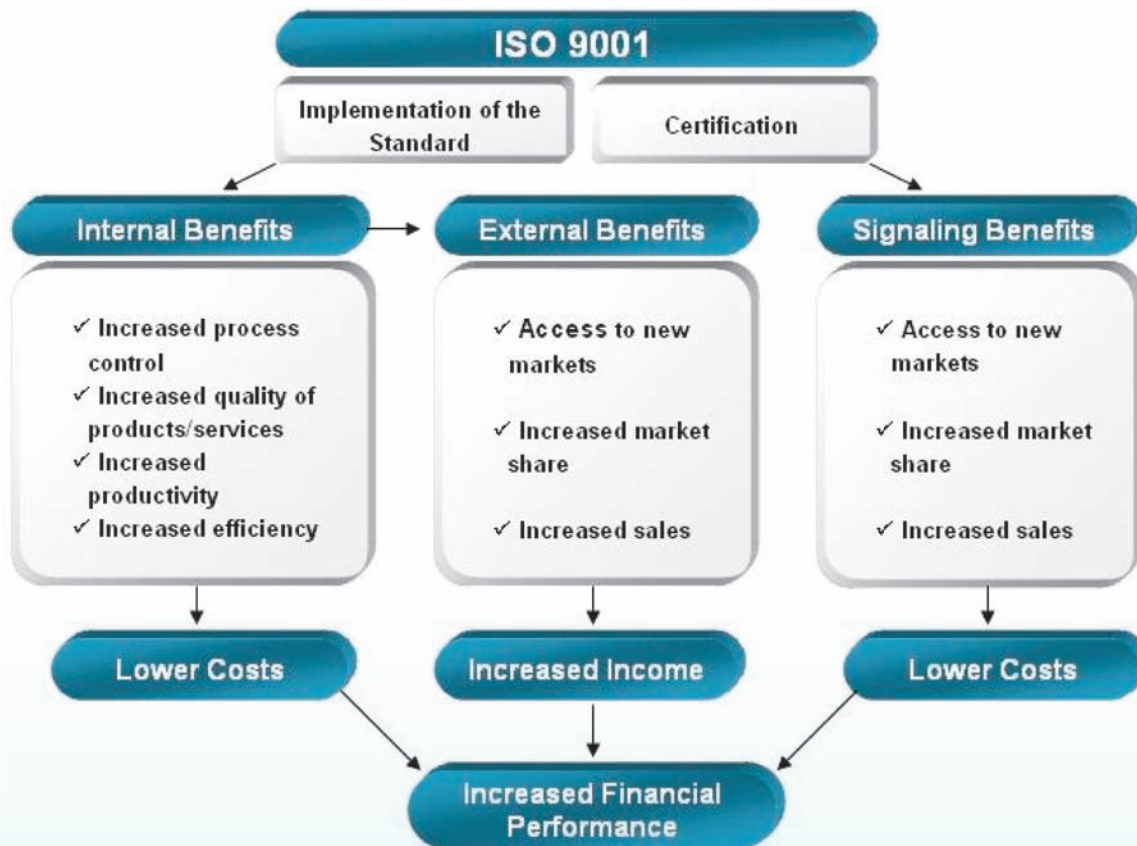 ISO 9001
Implementation of the
Standard
Certification
Internal Benefits
External Benefits
Signaling Benefits
✓ Increased process
control
✓ Increased quality of
products/services
✓ Increased
productivity
✓ Increased efficiency
✓ Access to new
markets
✓ Increased market
share
✓ Increased sales
✓ Access to new
markets
✓ Increased market
share
✓ Increased sales
Lower Costs
Increased Income
Lower Costs
Increased Financial
Performance